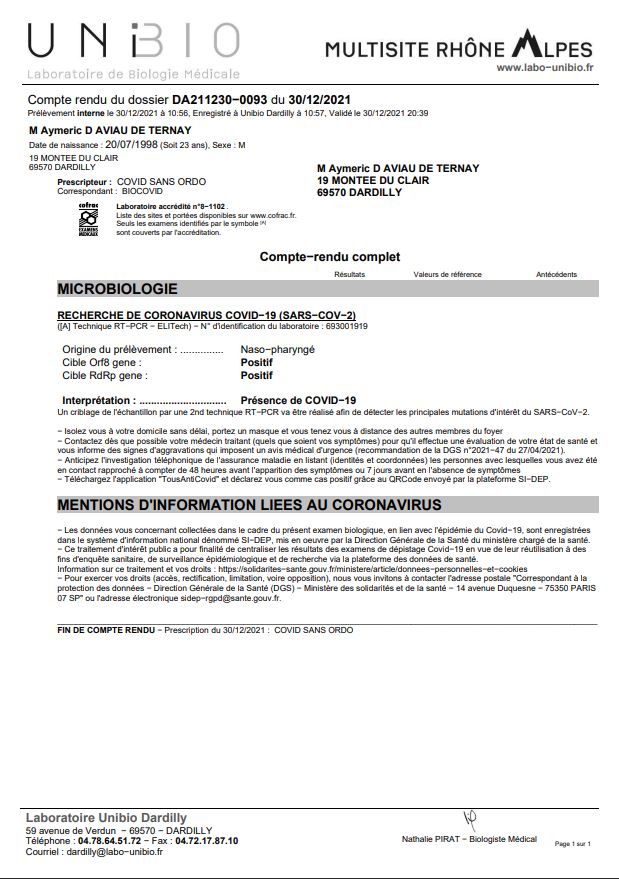 UNiBIO
Laboratoire de Biologie Médicale
MULTISITE RHÔNE ALPES
www.labo-unibio.fr
Compte rendu du dossier DA211230−0093 du 30/12/2021
Prélèvement interne le 30/12/2021 à 10:56, Enregistré à Unibio Dardilly à 10:57, Validé le 30/12/2021 20:39
M Aymeric D AVIAU DE TERNAY
Date de naissance : 20/07/1998 (Soit 23 ans), Sexe : M
19 MONTEE DU CLAIR
69570 DARDILLY
M Aymeric D AVIAU DE TERNAY
19 MONTEE DU CLAIR
69570 DARDILLY
Prescripteur : COVID SANS ORDO
Correspondant : BIOCOVID
cofrac
EXAMENS
MEDICAUX
Laboratoire accrédité n°8−1102 .
Liste des sites et portées disponibles sur www.cofrac.fr.
Seuls les examens identifiés par le symbole [A]
sont couverts par l'accréditation.
Compte−rendu complet
Résultats Valeurs de référence Antécédents
MICROBIOLOGIE
RECHERCHE DE CORONAVIRUS COVID−19 (SARS−COV−2)
([A] Technique RT−PCR − ELITech) − N° d'identification du laboratoire : 693001919
Origine du prélèvement : .............. Naso−pharyngé
Cible Orf8 gene : Positif
Cible RdRp gene : Positif
Interprétation : ............................ Présence de COVID−19
Un criblage de l'échantillon par une 2nd technique RT−PCR va être réalisé afin de détecter les principales mutations d'intérêt du SARS−CoV−2.
− Isolez vous à votre domicile sans délai, portez un masque et vous tenez vous à distance des autres membres du foyer
− Contactez dès que possible votre médecin traitant (quels que soient vos symptômes) pour qu'il effectue une évaluation de votre état de santé et
vous informe des signes d'aggravations qui imposent un avis médical d'urgence (recommandation de la DGS n°2021−47 du 27/04/2021).
− Anticipez l'investigation téléphonique de l'assurance maladie en listant (identités et coordonnées) les personnes avec lesquelles vous avez été
en contact rapproché à compter de 48 heures avant l'apparition des symptômes ou 7 jours avant en l'absence de symptômes
− Téléchargez l'application "TousAntiCovid" et déclarez vous comme cas positif grâce au QRCode envoyé par la plateforme SI−DEP.
MENTIONS D'INFORMATION LIEES AU CORONAVIRUS
− Les données vous concernant collectées dans le cadre du présent examen biologique, en lien avec l'épidémie du Covid−19, sont enregistrées
dans le système d'information national dénommé SI−DEP, mis en oeuvre par la Direction Générale de la Santé du ministère chargé de la santé.
− Ce traitement d'intérêt public a pour finalité de centraliser les résultats des examens de dépistage Covid−19 en vue de leur réutilisation à des
fins d'enquête sanitaire, de surveillance épidémiologique et de recherche via la plateforme des données de santé.
Information sur ce traitement et vos droits : https://solidarites−sante.gouv.fr/ministere/article/donnees−personnelles−et−cookies
− Pour exercer vos droits (accès, rectification, limitation, voire opposition), nous vous invitons à contacter l'adresse postale "Correspondant à la
protection des données − Direction Générale de la Santé (DGS) − Ministère des solidarités et de la santé − 14 avenue Duquesne - 75350 PARIS
07 SP" ou l'adresse électronique sidep−rgpd@sante.gouv.fr.
FIN DE COMPTE RENDU − Prescription du 30/12/2021 : COVID SANS ORDO
Laboratoire Unibio Dardilly
59 avenue de Verdun − 69570 − DARDILLY
Téléphone : 04.78.64.51.72 − Fax : 04.72.17.87.10
Courriel : dardilly@labo−unibio.fr
Nathalie PIRAT − Biologiste Médical
Page 1 sur 1